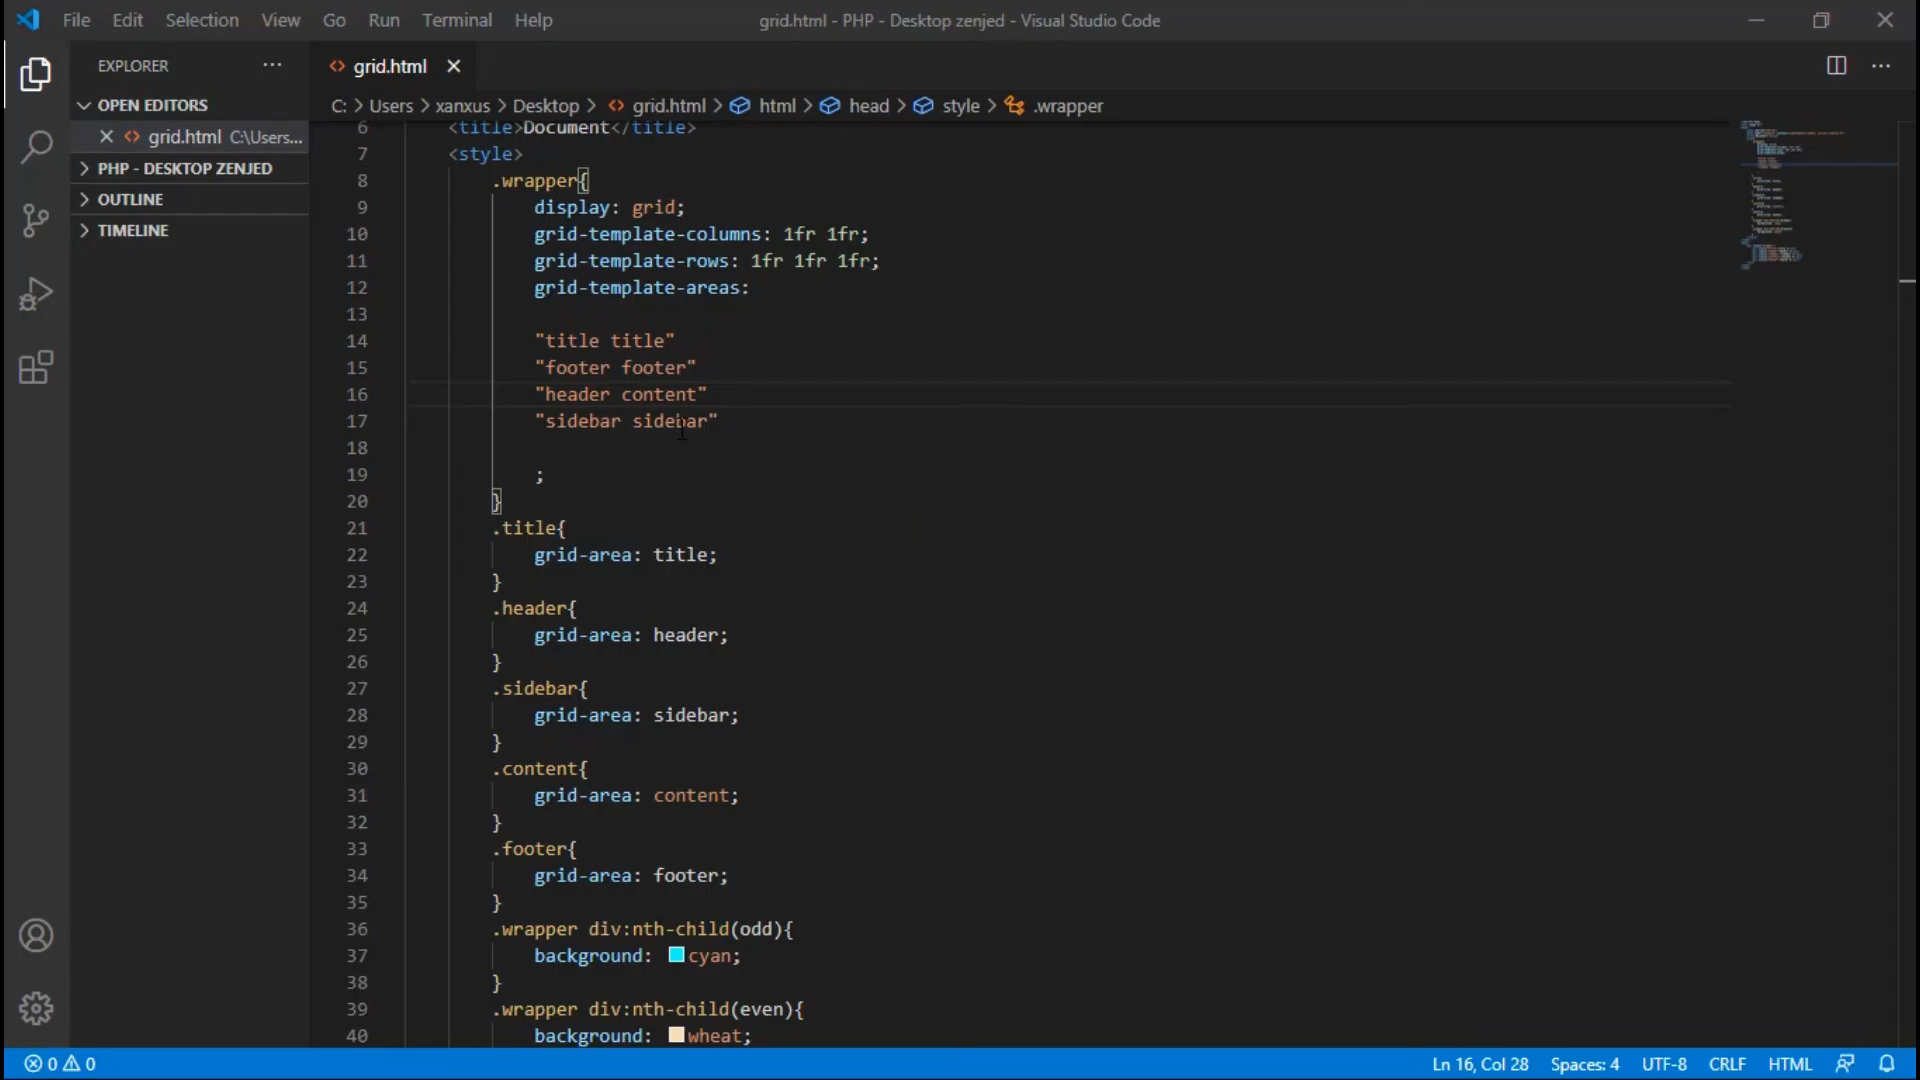 File Edit Selection View Go Run Terminal Help
grid.html - PHP - Desktop zenjed - Visual Studio Code
EXPLORER ···
grid.html
OPEN EDITORS
grid.html C:\Users...
PHP - DESKTOP ZENJED
OUTLINE
TIMELINE
C: > Users > xanxus > Desktop > grid.html > html > head > style > .wrapper
6 <title>Document</title>
7 <style>
8 .wrapper{
9 display: grid;
10 grid-template-columns: 1fr 1fr;
11 grid-template-rows: 1fr 1fr 1fr;
12 grid-template-areas:
13
14 "title title"
15 "footer footer"
16 "header content"
17 "sidebar sidebar"
18
19 ;
20 }
21 .title{
22 grid-area: title;
23 }
24 .header{
25 grid-area: header;
26 }
27 .sidebar{
28 grid-area: sidebar;
29 }
30 .content{
31 grid-area: content;
32 }
33 .footer{
34 grid-area: footer;
35 }
36 .wrapper div:nth-child(odd){
37 background: cyan;
38 }
39 .wrapper div:nth-child(even){
40 background: wheat;
0 0
Ln 16, Col 28 Spaces: 4 UTF-8 CRLF HTML